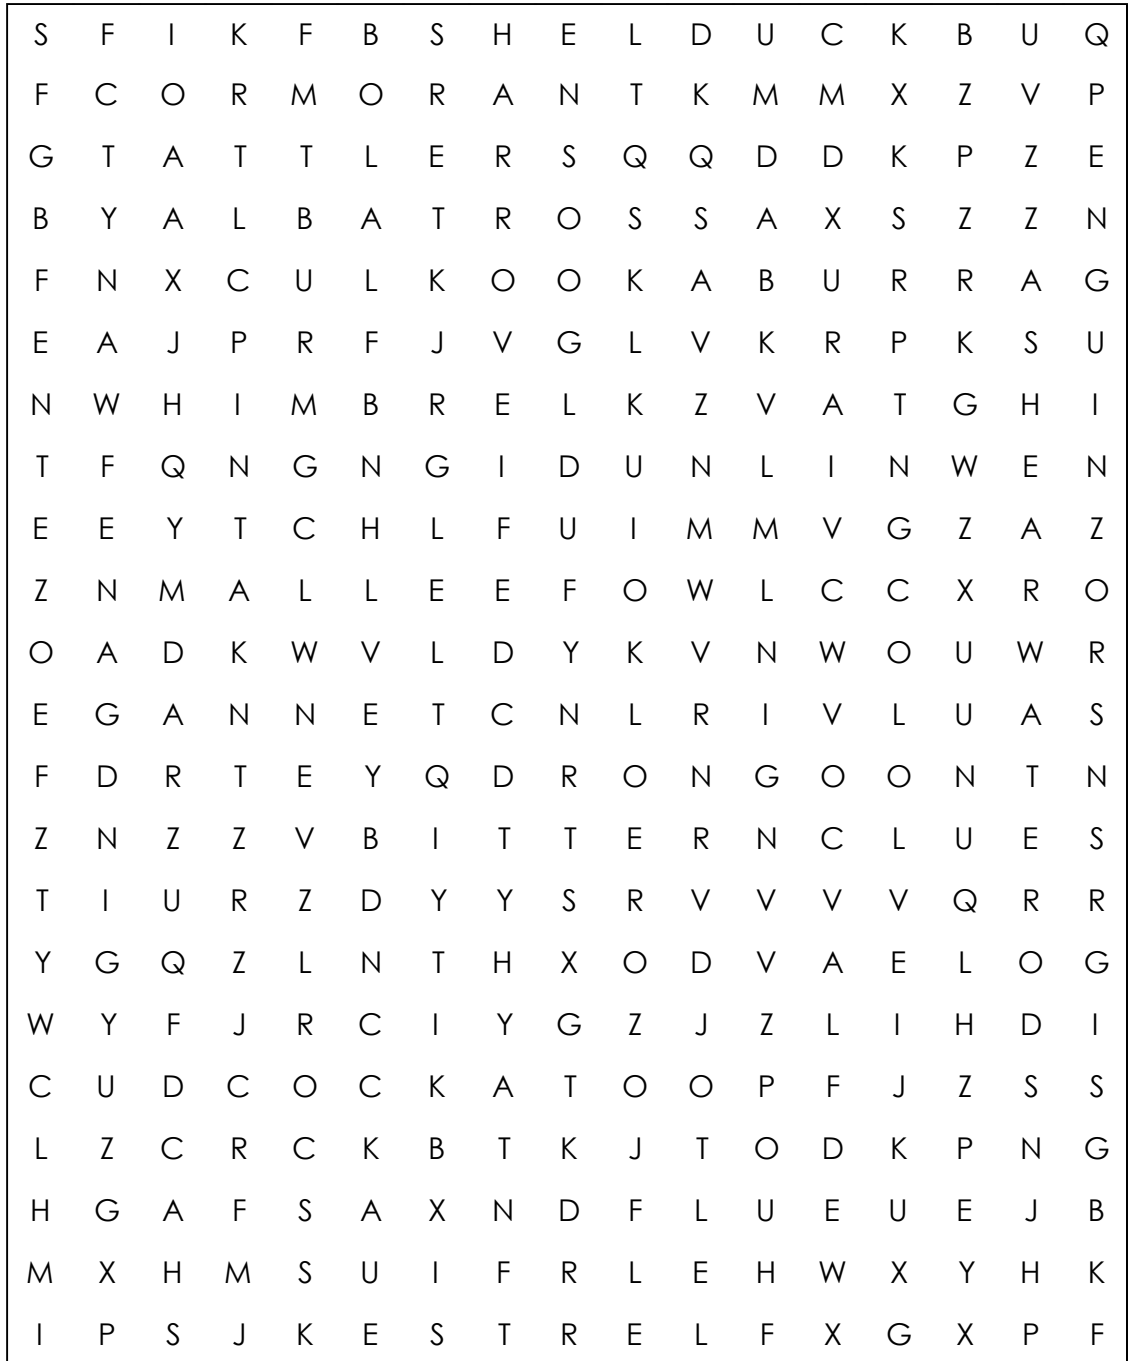 S F I K F B S H E L D U C K B U Q
F C O R M O R A N T K M M X Z V P
G T A T T L E R S Q Q D D K P Z E
B Y A L B A T R O S S A X S Z Z N
F N X C U L K O O K A B U R R A G
E A J P R F J V G L V K R P K S U
N W H I M B R E L K Z V A T G H I
T F Q N G N G I D U N L I N W E N
E E Y T C H L F U I M M V G Z A Z
Z N M A L L E E F O W L C C X R O
O A D K W V L D Y K V N W O U W R
E G A N N E T C N L R I V L U A S
F D R T E Y Q D R O N G O O N T N
Z N Z Z V B I T T E R N C L U E S
T I U R Z D Y Y S R V V V V Q R R
Y G Q Z L N T H X O D V A E L O G
W Y F J R C I Y G Z J Z L I H D I
C U D C O C K A T O O P F J Z S S
L Z C R C K B T K J T O D K P N G
H G A F S A X N D F L U E U E J B
M X H M S U I F R L E H W X Y H K
I P S J K E S T R E L F X G X P F